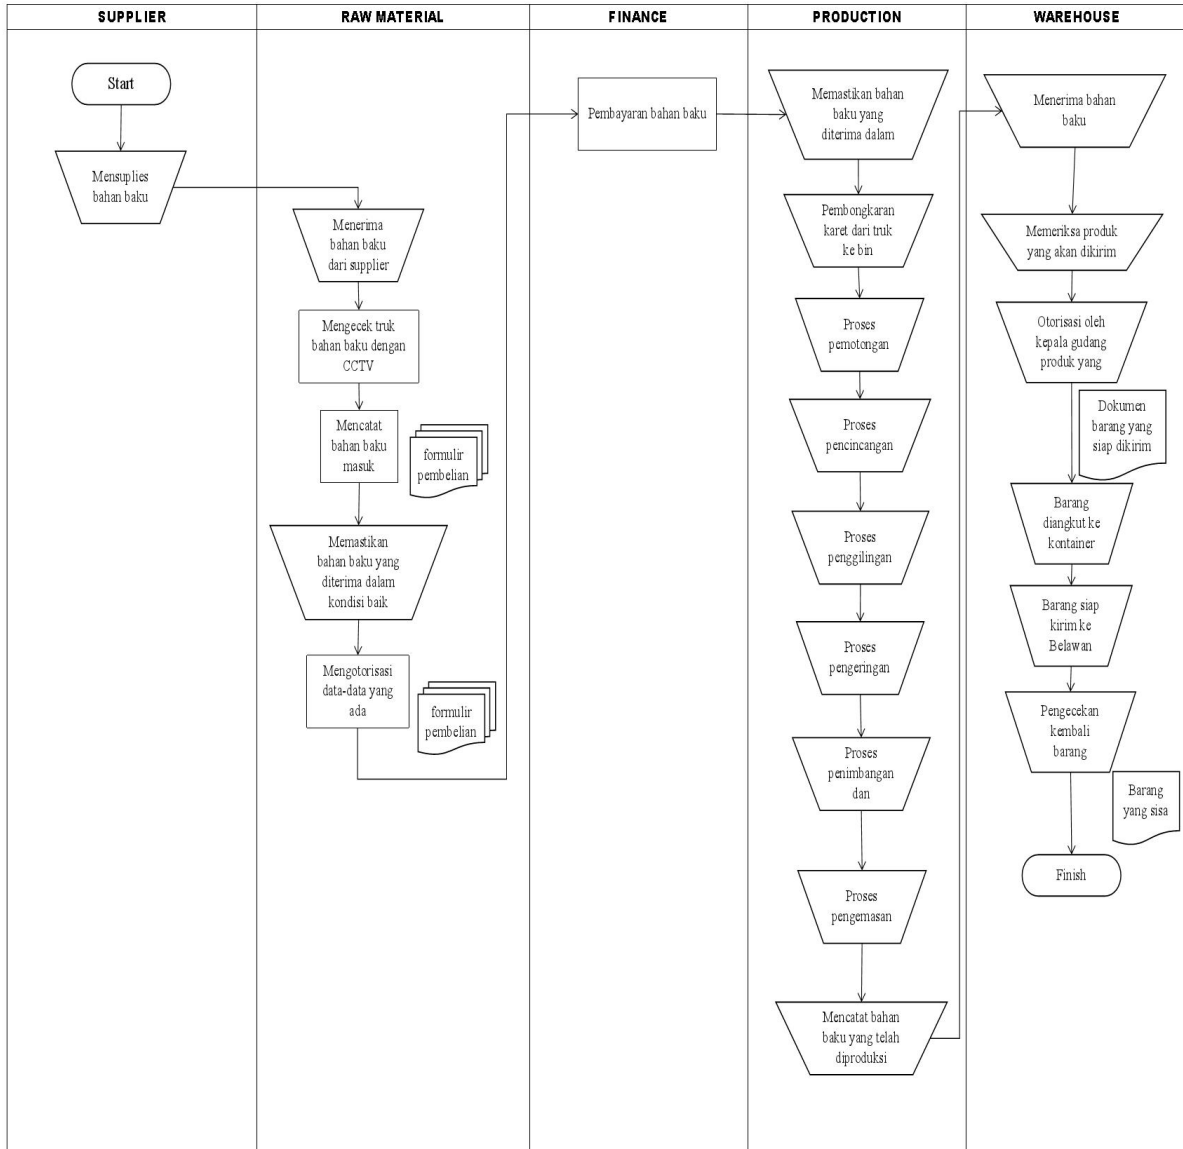 SUPPLIER
RAW MATERIAL
FINANCE
PRODUCTION
WAREHOUSE
Start
Mensuplies
bahan baku
Menerima
bahan baku
dari supplier
Mengecek truk
bahan baku dengan
CCTV
Mencatat
bahan baku
masuk
formulir
pembelian
Memastikan
bahan baku yang
diterima dalam
kondisi baik
Mengotorisasi
data-data yang
ada
formulir
pembelian
Pembayaran bahan baku
Memastikan bahan
baku yang
diterima dalam
Pembongkaran
karet dari truk
ke bin
Proses
pemotongan
Proses
pencincangan
Proses
penggilingan
Proses
pengeringan
Proses
penimbangan
dan
Proses
pengemasan
Mencatat bahan
baku yang telah
diproduksi
Menerima bahan
baku
Memeriksa produk
yang akan dikirim
Otorisasi oleh
kepala gudang
produk yang
Dokumen
barang yang
siap dikirim
Barang
diangkut ke
kontainer
Barang siap
kirim ke
Belawan
Pengecekan
kembali
barang
Barang
yang sisa
Finish